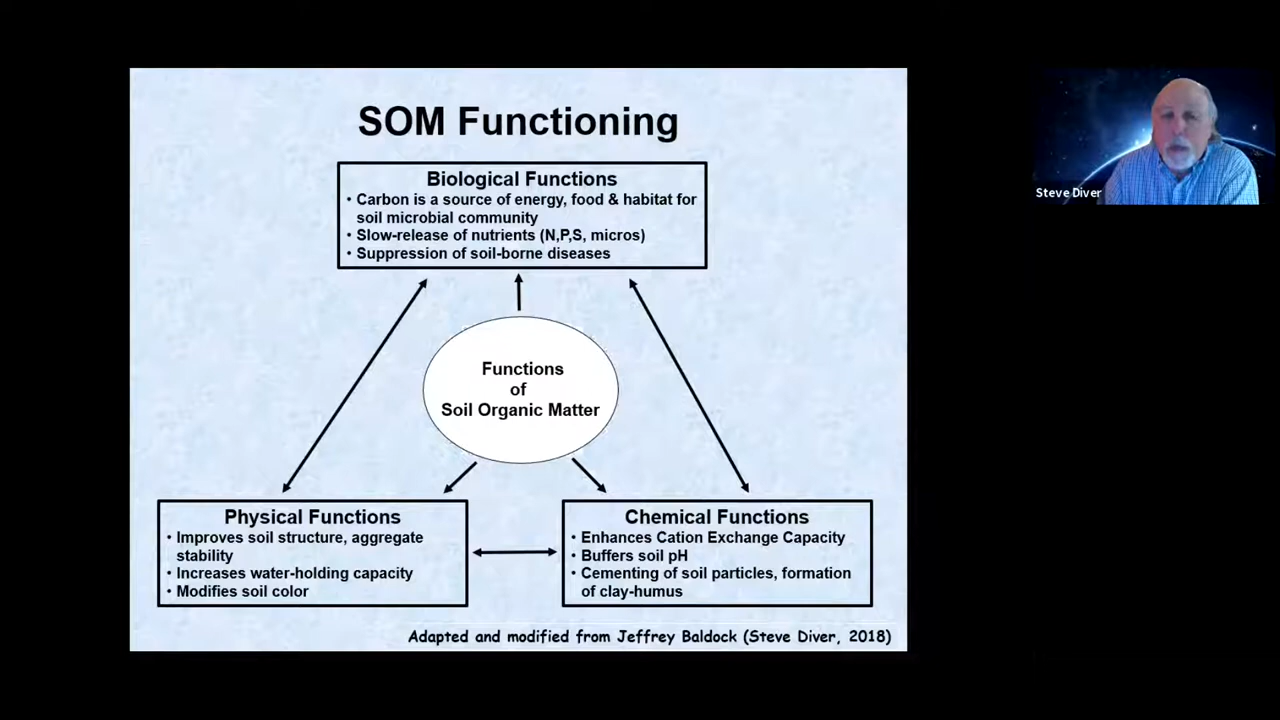 SOM Functioning
Biological Functions
• Carbon is a source of energy, food & habitat for
soil microbial community
• Slow-release of nutrients (N,P,S, micros)
• Suppression of soil-borne diseases
Steve Diver
Functions
of
Soil Organic Matter
Physical Functions
• Improves soil structure, aggregate
stability
• Increases water-holding capacity
• Modifies soil color
Chemical Functions
• Enhances Cation Exchange Capacity
• Buffers soil pH
• Cementing of soil particles, formation
of clay-humus
Adapted and modified from Jeffrey Baldock (Steve Diver, 2018)